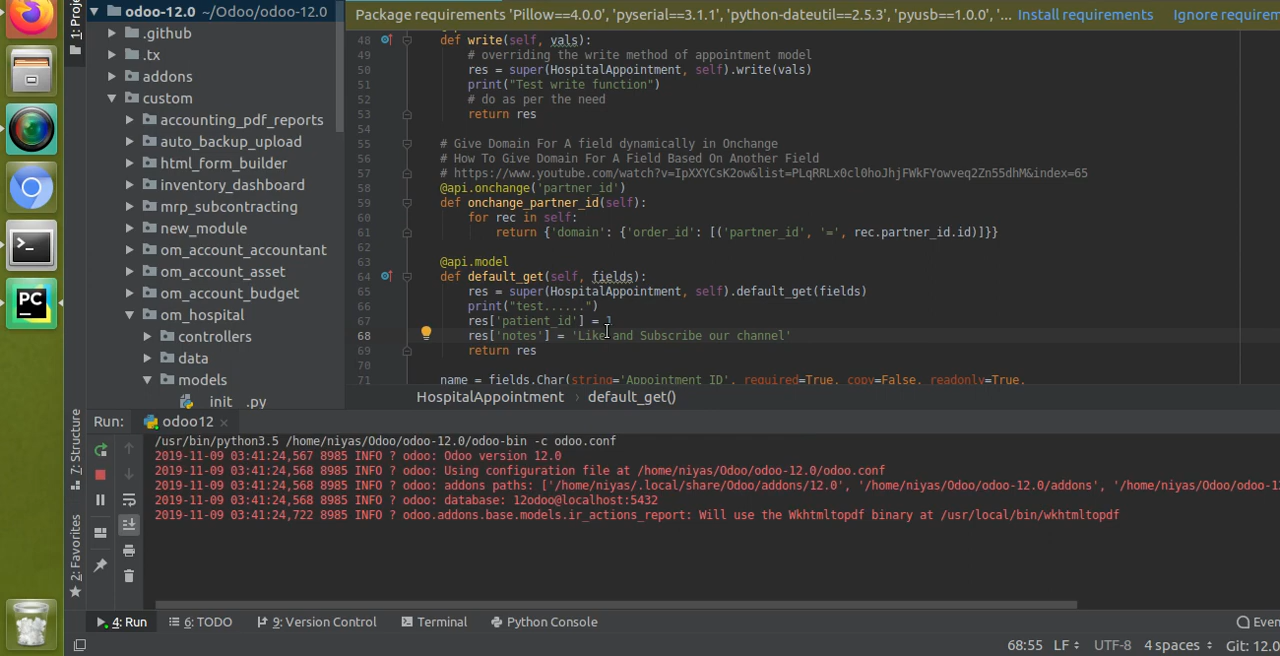 odoo-12.0 ~/Odoo/odoo-12.0
Package requirements 'Pillow==4.0.0', 'pyserial==3.1.1', 'python-dateutil==2.5.3', 'pyusb==1.0.0', '... Install requirements Ignore requirem
1: Proje
.github
.tx
addons
custom
accounting_pdf_reports
auto_backup_upload
html_form_builder
inventory_dashboard
mrp_subcontracting
new_module
om_account_accountant
om_account_asset
om_account_budget
om_hospital
controllers
data
models
__init__.py
48 def write(self, vals):
49 # overriding the write method of appointment model
50 res = super(HospitalAppointment, self).write(vals)
51 print("Test write function")
52 # do as per the need
53 return res
54
55 # Give Domain For A field dynamically in Onchange
56 # How To Give Domain For A Field Based On Another Field
57 # https://www.youtube.com/watch?v=IpXXYCsK2ow&list=PLqRRLx0cl0hoJhjFWkFYowveq2Zn55dhM&index=65
58 @api.onchange('partner_id')
59 def onchange_partner_id(self):
60 for rec in self:
61 return {'domain': {'order_id': [('partner_id', '=', rec.partner_id.id)]}}
62
63 @api.model
64 def default_get(self, fields):
65 res = super(HospitalAppointment, self).default_get(fields)
66 print("test......")
67 res['patient_id'] = 1
68 res['notes'] = 'Like and Subscribe our channel'
69 return res
70
71 name = fields.Char(string='Appointment ID', required=True, copy=False, readonly=True,
HospitalAppointment › default_get()
Run: odoo12 ×
/usr/bin/python3.5 /home/niyas/Odoo/odoo-12.0/odoo-bin -c odoo.conf
2019-11-09 03:41:24,567 8985 INFO ? odoo: Odoo version 12.0
2019-11-09 03:41:24,568 8985 INFO ? odoo: Using configuration file at /home/niyas/Odoo/odoo-12.0/odoo.conf
2019-11-09 03:41:24,568 8985 INFO ? odoo: addons paths: ['/home/niyas/.local/share/Odoo/addons/12.0', '/home/niyas/Odoo/odoo-12.0/addons', '/home/niyas/Odoo/odoo-12
2019-11-09 03:41:24,568 8985 INFO ? odoo: database: 12odoo@localhost:5432
2019-11-09 03:41:24,722 8985 INFO ? odoo.addons.base.models.ir_actions_report: Will use the Wkhtmltopdf binary at /usr/local/bin/wkhtmltopdf
7: Structure
2: Favorites
PC
4: Run 6: TODO 9: Version Control Terminal Python Console Even
68:55 LF UTF-8 4 spaces Git: 12.0